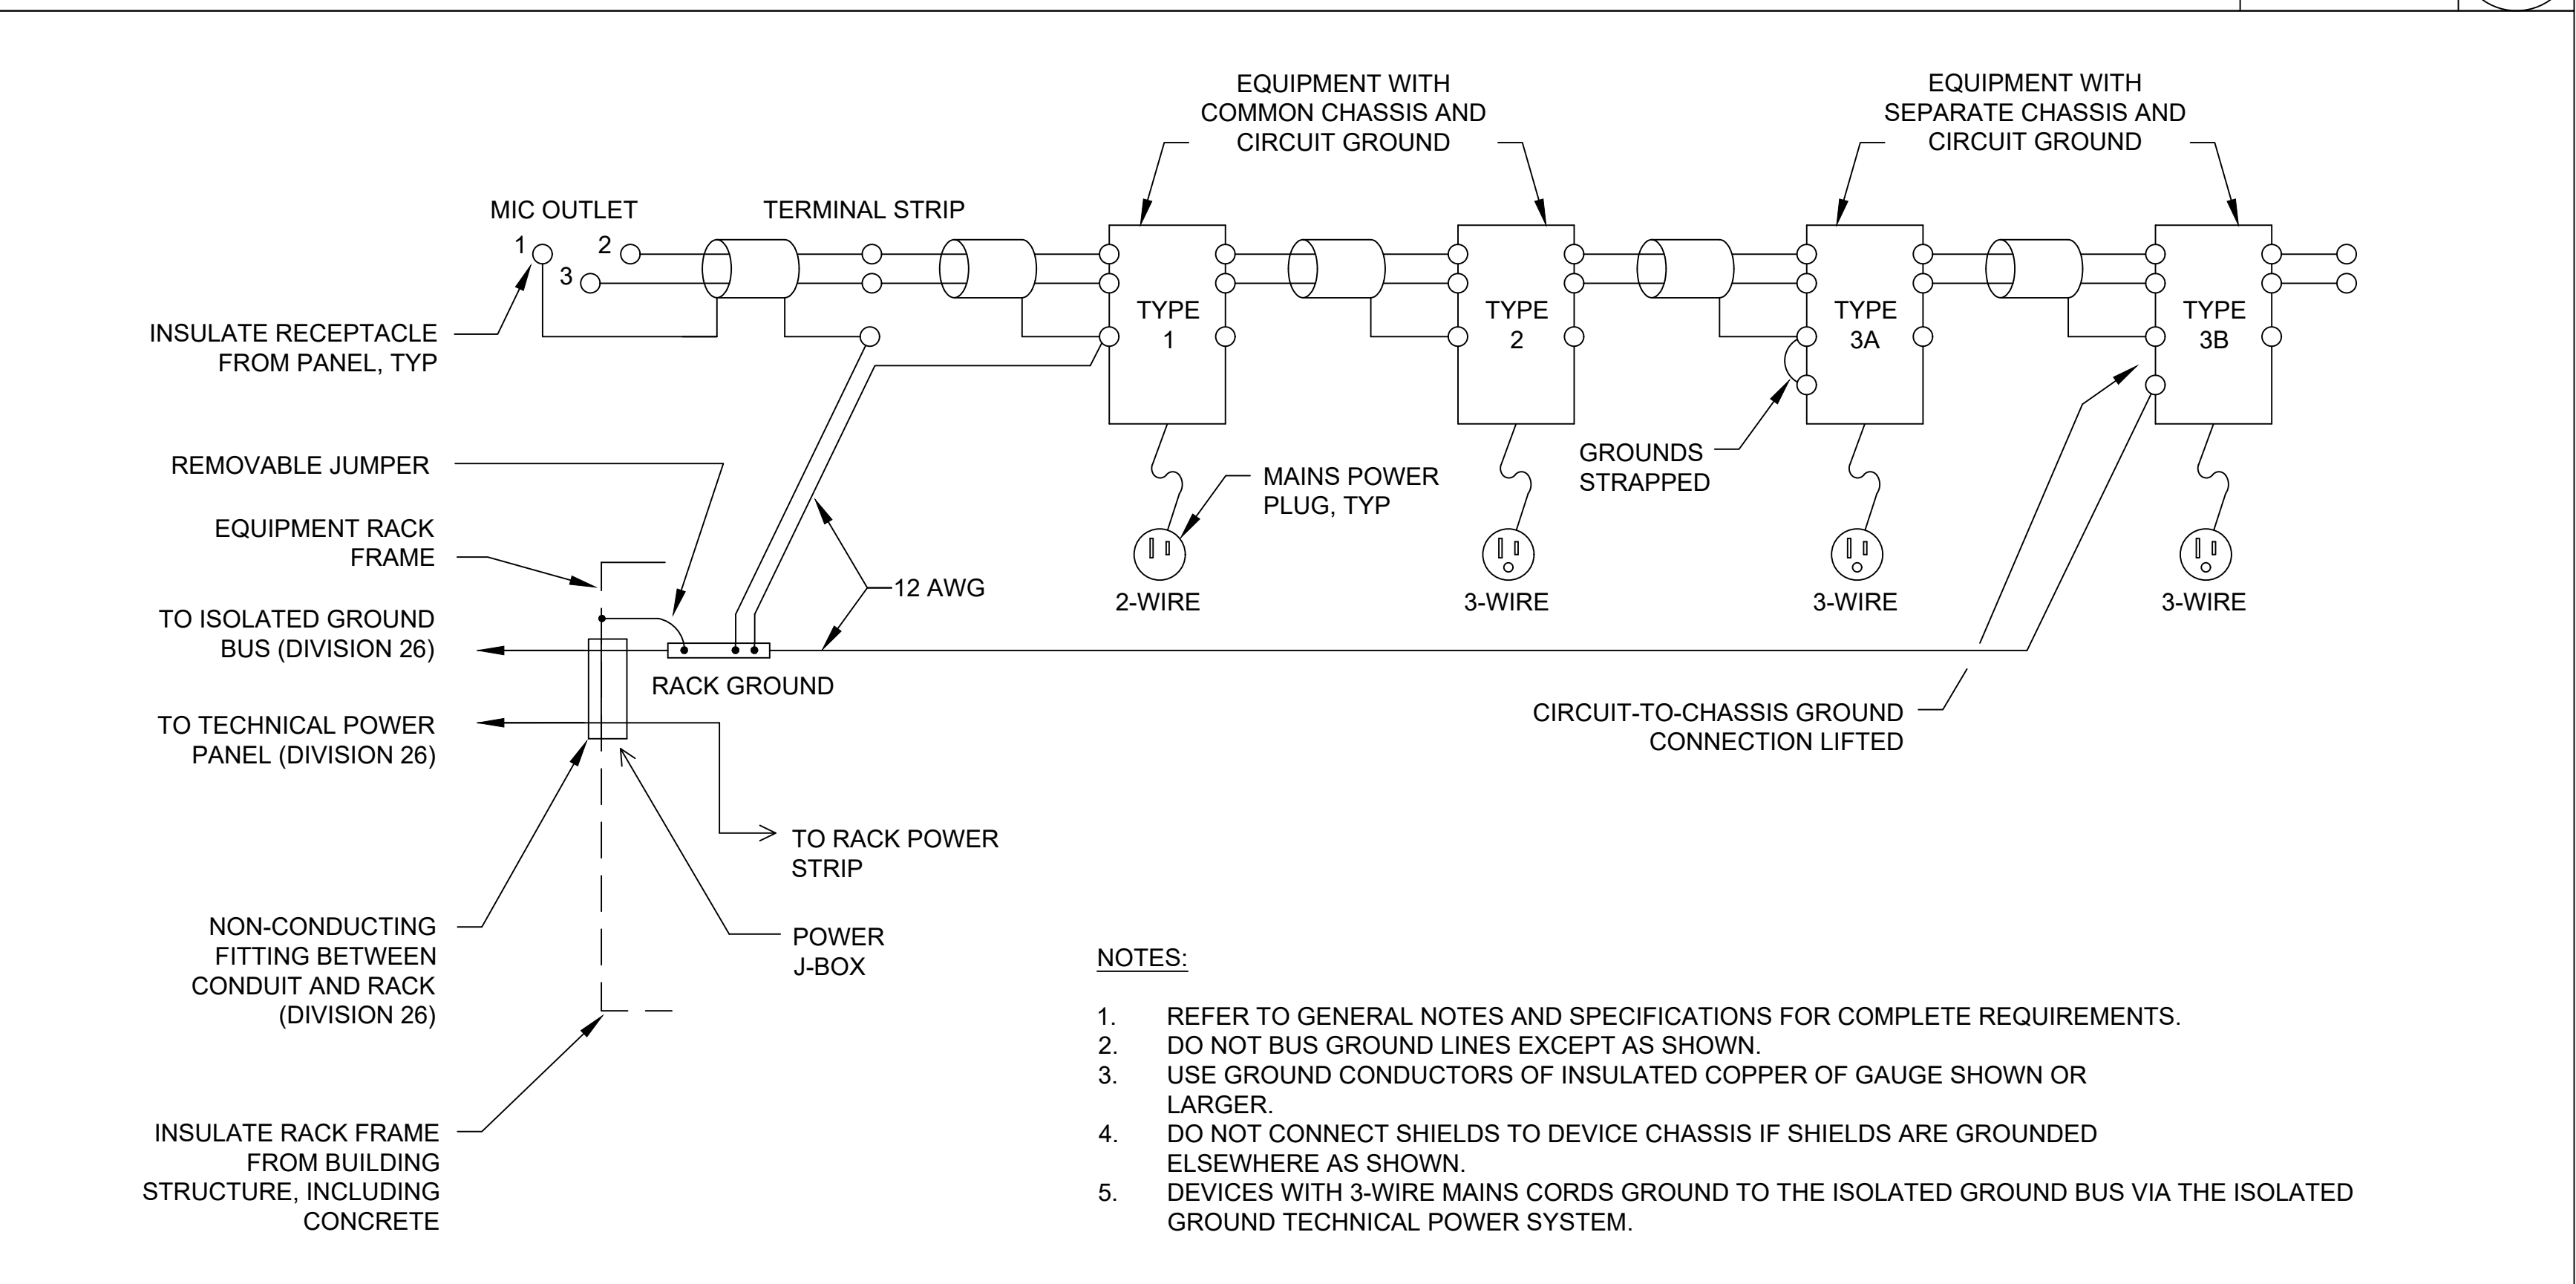 EQUIPMENT WITH
COMMON CHASSIS AND
CIRCUIT GROUND
EQUIPMENT WITH
SEPARATE CHASSIS AND
CIRCUIT GROUND
MIC OUTLET
TERMINAL STRIP
1
2
3
TYPE
1
TYPE
2
TYPE
3A
TYPE
3B
INSULATE RECEPTACLE
FROM PANEL, TYP
REMOVABLE JUMPER
GROUNDS
STRAPPED
MAINS POWER
PLUG, TYP
EQUIPMENT RACK
FRAME
12 AWG
2-WIRE
3-WIRE
3-WIRE
3-WIRE
TO ISOLATED GROUND
BUS (DIVISION 26)
RACK GROUND
TO TECHNICAL POWER
PANEL (DIVISION 26)
CIRCUIT-TO-CHASSIS GROUND
CONNECTION LIFTED
TO RACK POWER
STRIP
NON-CONDUCTING
FITTING BETWEEN
CONDUIT AND RACK
(DIVISION 26)
POWER
J-BOX
INSULATE RACK FRAME
FROM BUILDING
STRUCTURE, INCLUDING
CONCRETE
NOTES:
1. REFER TO GENERAL NOTES AND SPECIFICATIONS FOR COMPLETE REQUIREMENTS.
2. DO NOT BUS GROUND LINES EXCEPT AS SHOWN.
3. USE GROUND CONDUCTORS OF INSULATED COPPER OF GAUGE SHOWN OR
LARGER.
4. DO NOT CONNECT SHIELDS TO DEVICE CHASSIS IF SHIELDS ARE GROUNDED
ELSEWHERE AS SHOWN.
5. DEVICES WITH 3-WIRE MAINS CORDS GROUND TO THE ISOLATED GROUND BUS VIA THE ISOLATED
GROUND TECHNICAL POWER SYSTEM.